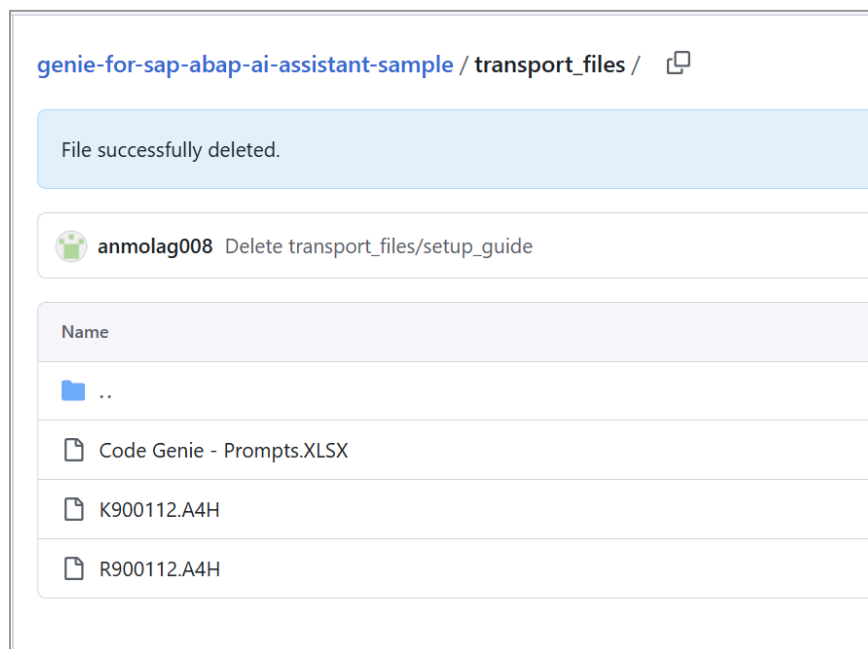 genie-for-sap-abap-ai-assistant-sample / transport_files /
File successfully deleted.
anmolag008 Delete transport_files/setup_guide
Name
..
Code Genie - Prompts.XLSX
K900112.A4H
R900112.A4H